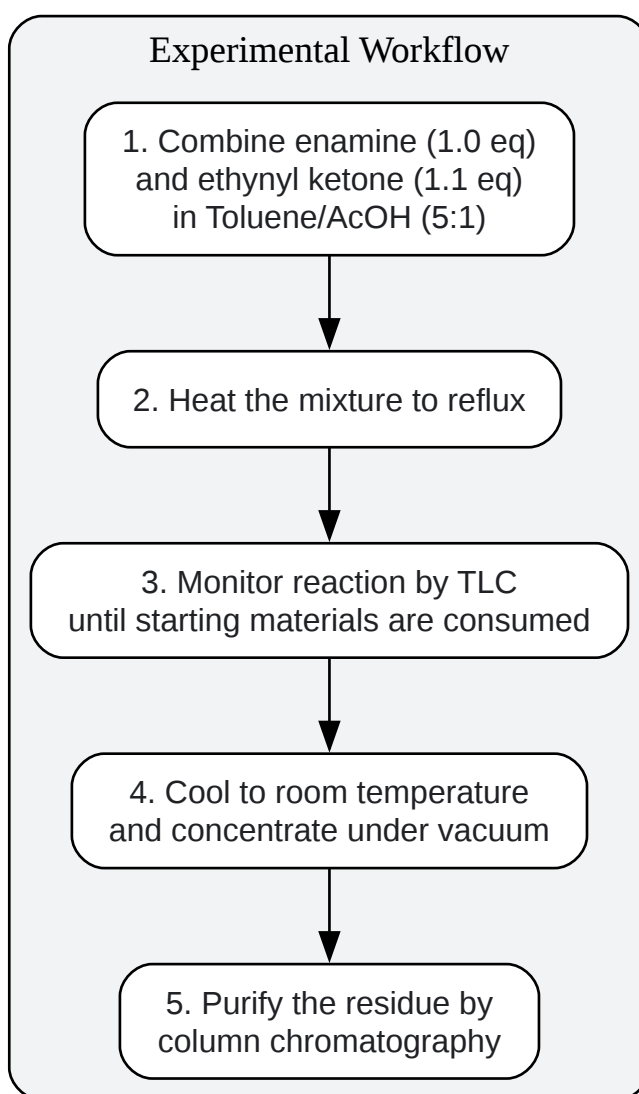 Experimental Workflow
1. Combine enamine (1.0 eq)
and ethynyl ketone (1.1 eq)
in Toluene/AcOH (5:1)
2. Heat the mixture to reflux
3. Monitor reaction by TLC
until starting materials are consumed
4. Cool to room temperature
and concentrate under vacuum
5. Purify the residue by
column chromatography